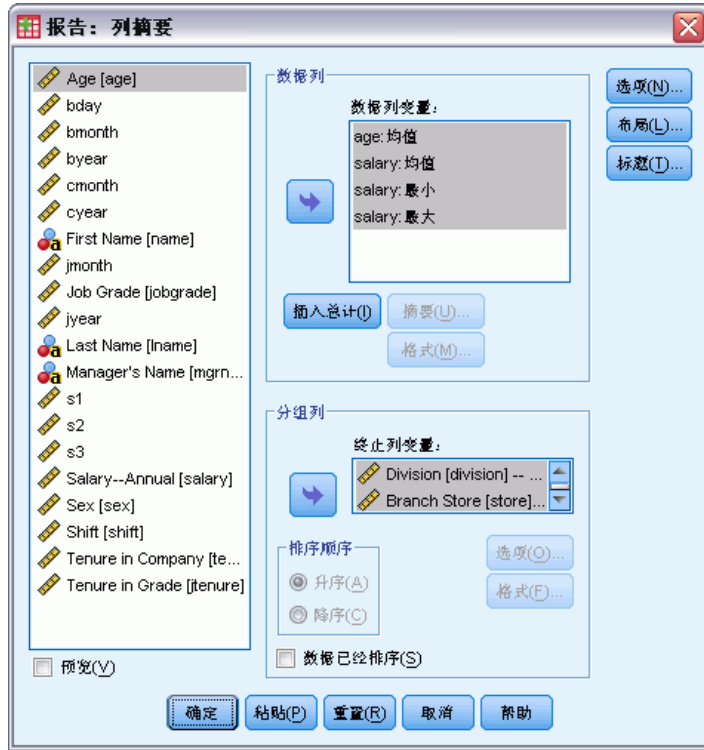 报告：列摘要
Age [age]
bday
bmonth
byear
cmonth
cyear
First Name [name]
jmonth
Job Grade [jobgrade]
jyear
Last Name [lname]
Manager's Name [mgrn...
s1
s2
s3
Salary--Annual [salary]
Sex [sex]
Shift [shift]
Tenure in Company [te...
Tenure in Grade [jtenure]
预览(V)
数据列
数据列变量：
age:均值
salary:均值
salary:最小
salary:最大
插入总计(I)
摘要(U)...
格式(M)...
分组列
终止列变量：
Division [division] -- ...
Branch Store [store]...
排序顺序
升序(A)
降序(C)
选项(O)...
格式(F)...
数据已经排序(S)
选项(N)...
布局(L)...
标题(T)...
确定
粘贴(P)
重置(R)
取消
帮助